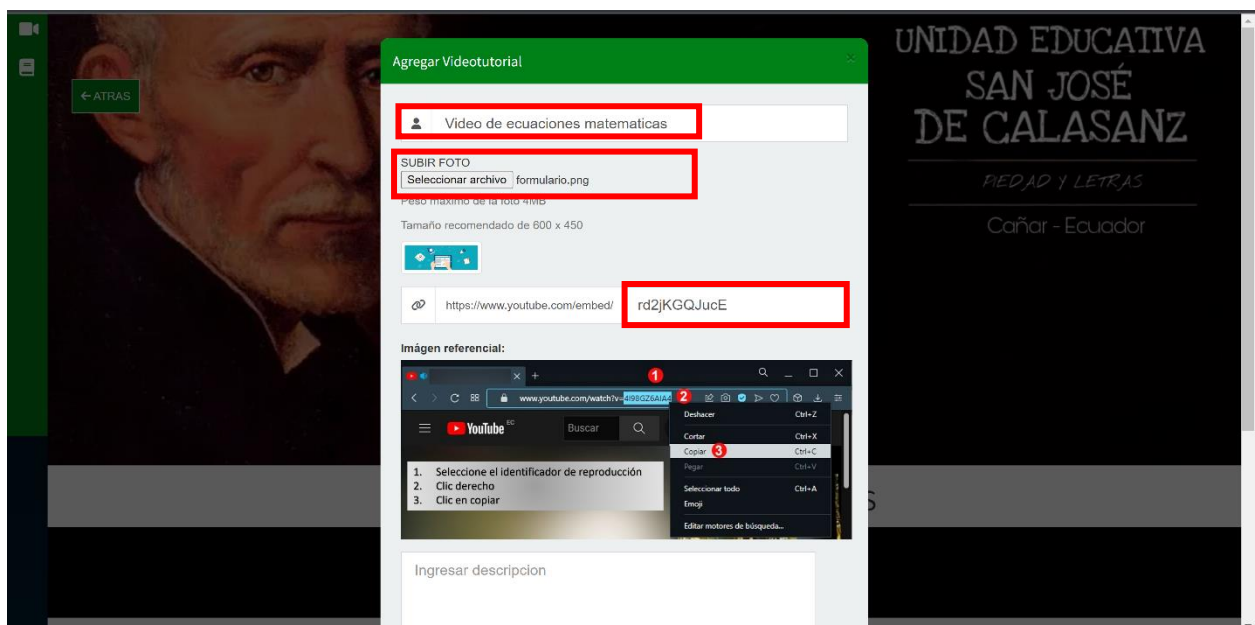 UNIDAD EDUCATIVA
SAN JOSÉ
DE CALASANZ
PIEDAD Y LETRAS
Cañar - Ecuador
←ATRAS
Agregar Videotutorial
×
Video de ecuaciones matematicas
SUBIR FOTO
Seleccionar archivo formulario.png
Peso maximo de la foto 4MB
Tamaño recomendado de 600 x 450
https://www.youtube.com/embed/ rd2jKGQJucE
Imágen referencial:
1
www.youtube.com/watch?v=4I98GZ6AIA4 2
YouTube EC Buscar
Deshacer Ctrl+Z
Cortar Ctrl+X
Copiar 3 Ctrl+C
Pegar Ctrl+V
Seleccionar todo Ctrl+A
Emoji
Editar motores de búsqueda...
1. Seleccione el identificador de reproducción
2. Clic derecho
3. Clic en copiar
S
Ingresar descripcion